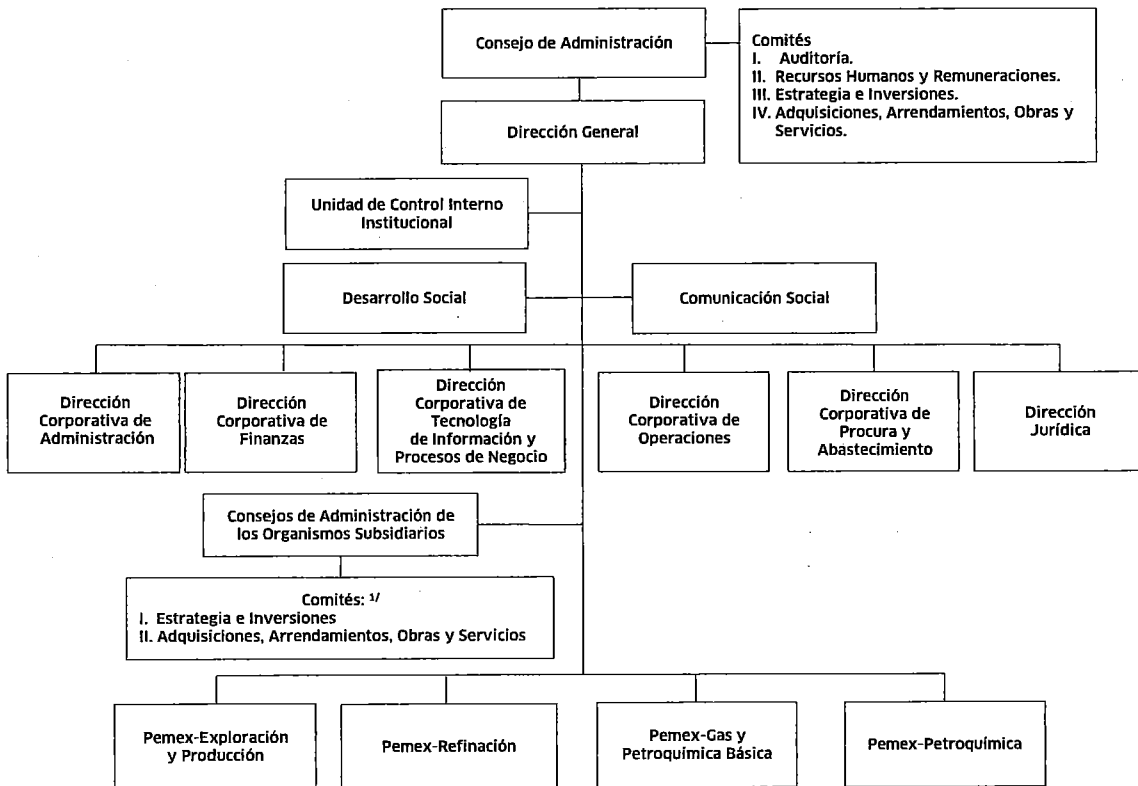 Consejo de Administración
Comités
I. Auditoría.
II. Recursos Humanos y Remuneraciones.
III. Estrategia e Inversiones.
IV. Adquisiciones, Arrendamientos, Obras y
Servicios.
Dirección General
Unidad de Control Interno
Institucional
Desarrollo Social
Comunicación Social
Dirección
Corporativa de
Administración
Dirección
Corporativa de
Finanzas
Dirección
Corporativa de
Tecnología
de Información y
Procesos de Negocio
Dirección
Corporativa de
Operaciones
Dirección
Corporativa de
Procura y
Abastecimiento
Dirección
Jurídica
Consejos de Administración de
los Organismos Subsidiarios
Comités: 1/
I. Estrategia e Inversiones
II. Adquisiciones, Arrendamientos, Obras y Servicios
Pemex-Exploración
y Producción
Pemex-Refinación
Pemex-Gas y
Petroquímica Básica
Pemex-Petroquímica